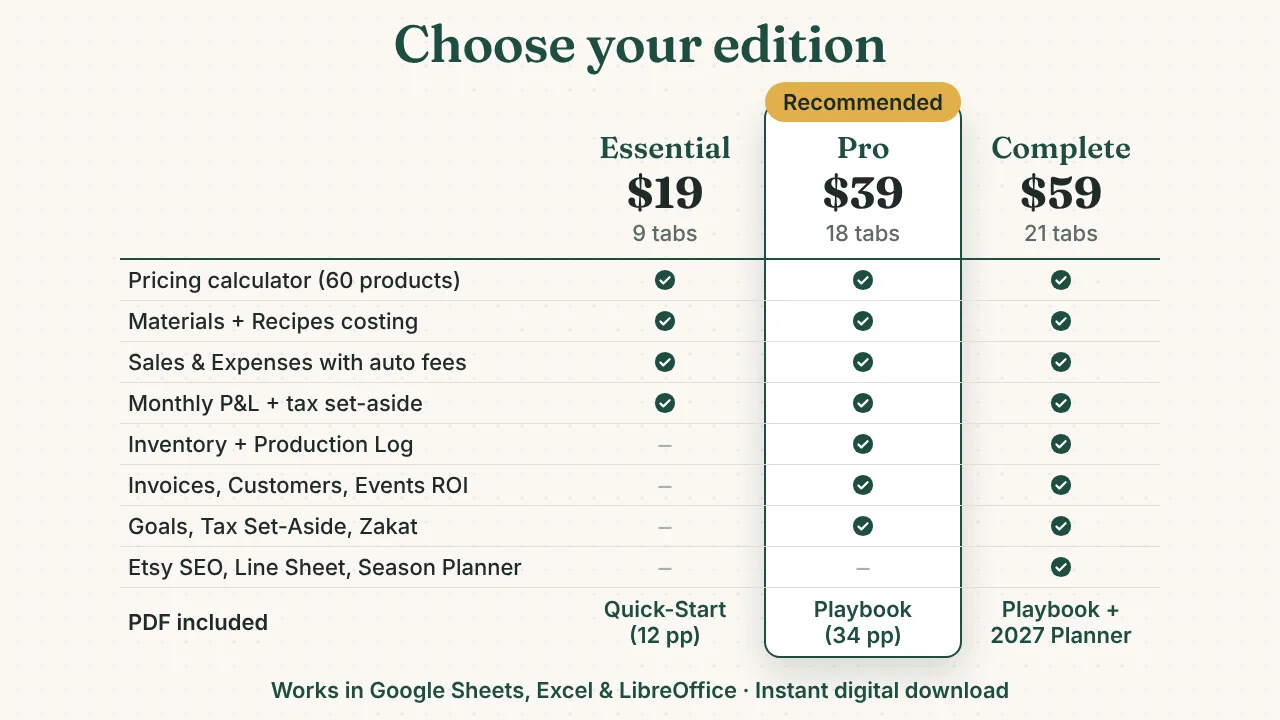 Choose your edition
Recommended
Essential Pro Complete
$19 $39 $59
9 tabs 18 tabs 21 tabs
Pricing calculator (60 products)
Materials + Recipes costing
Sales & Expenses with auto fees
Monthly P&L + tax set-aside
Inventory + Production Log –
Invoices, Customers, Events ROI –
Goals, Tax Set-Aside, Zakat –
Etsy SEO, Line Sheet, Season Planner – –
PDF included
Quick-Start Playbook Playbook +
(12 pp) (34 pp) 2027 Planner
Works in Google Sheets, Excel & LibreOffice · Instant digital download